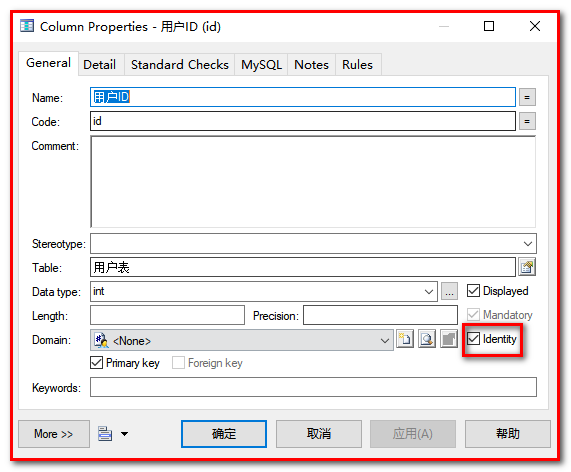 Column Properties - 用户ID (id)
General Detail Standard Checks MySQL Notes Rules
Name: 用户ID =
Code: id =
Comment:
Stereotype:
Table: 用户表
Data type: int ... Displayed
Length: Precision: Mandatory
Domain: <None> Identity
Primary key Foreign key
Keywords:
More >> 确定 取消 应用(A) 帮助